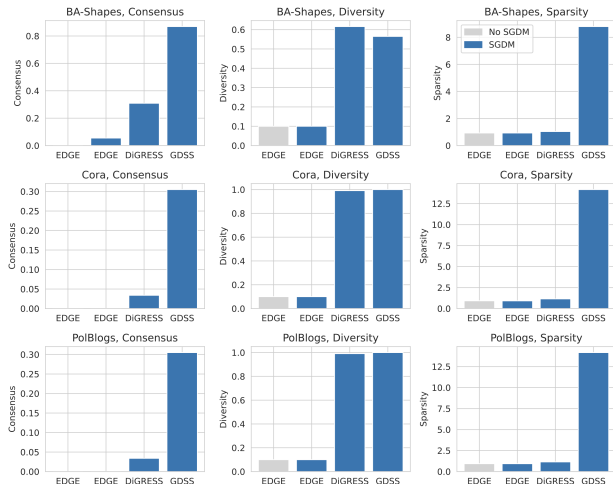 BA-Shapes, Consensus
BA-Shapes, Diversity
BA-Shapes, Sparsity
Consensus
0.8
0.6
0.4
0.2
0.0
EDGE EDGE DiGRESS GDSS
Diversity
0.6
0.5
0.4
0.3
0.2
0.1
0.0
EDGE EDGE DiGRESS GDSS
Sparsity
8
6
4
2
0
No SGDM
SGDM
EDGE EDGE DiGRESS GDSS
Cora, Consensus
Cora, Diversity
Cora, Sparsity
Consensus
0.30
0.25
0.20
0.15
0.10
0.05
0.00
EDGE EDGE DiGRESS GDSS
Diversity
1.0
0.8
0.6
0.4
0.2
0.0
EDGE EDGE DiGRESS GDSS
Sparsity
12.5
10.0
7.5
5.0
2.5
0.0
EDGE EDGE DiGRESS GDSS
PolBlogs, Consensus
PolBlogs, Diversity
PolBlogs, Sparsity
Consensus
0.30
0.25
0.20
0.15
0.10
0.05
0.00
EDGE EDGE DiGRESS GDSS
Diversity
1.0
0.8
0.6
0.4
0.2
0.0
EDGE EDGE DiGRESS GDSS
Sparsity
12.5
10.0
7.5
5.0
2.5
0.0
EDGE EDGE DiGRESS GDSS